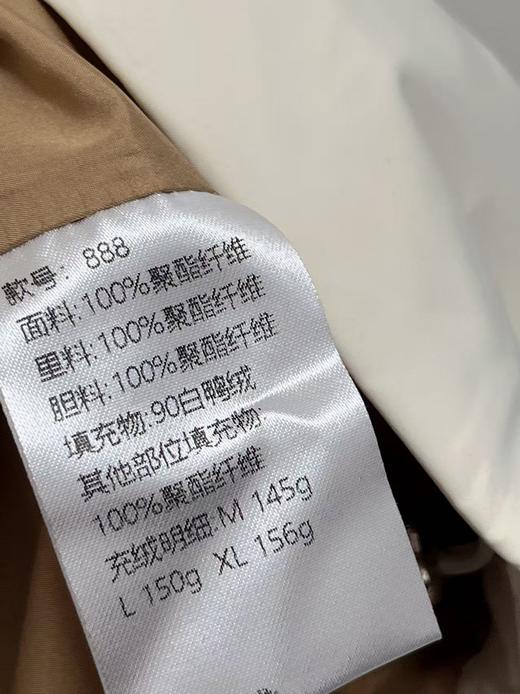 款号: 888
面料:100%聚酯纤维
里料:100%聚酯纤维
胆料:100%聚酯纤维
填充物:90白鸭绒
其他部位填充物:
100%聚酯纤维
充绒明细:M 145g
L 150g XL 156g